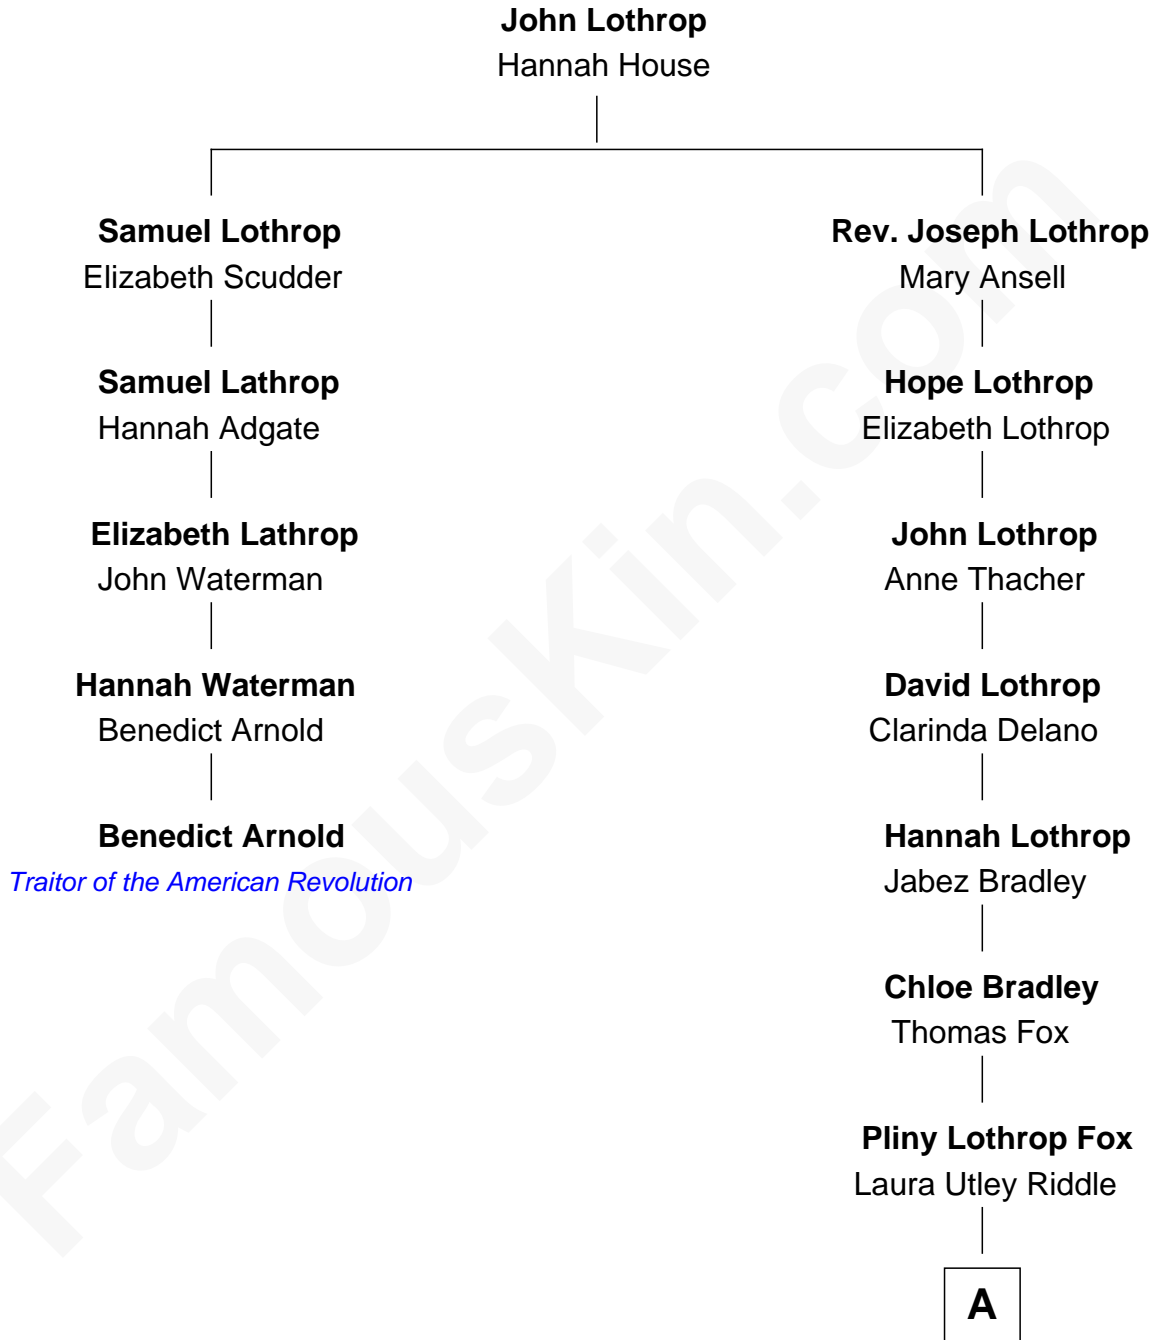 John Lothrop
Hannah House
Samuel Lothrop
Elizabeth Scudder
Samuel Lathrop
Hannah Adgate
Elizabeth Lathrop
John Waterman
Hannah Waterman
Benedict Arnold
Benedict Arnold
Traitor of the American Revolution
Rev. Joseph Lothrop
Mary Ansell
Hope Lothrop
Elizabeth Lothrop
John Lothrop
Anne Thacher
David Lothrop
Clarinda Delano
Hannah Lothrop
Jabez Bradley
Chloe Bradley
Thomas Fox
Pliny Lothrop Fox
Laura Utley Riddle
A
FamousKin.com